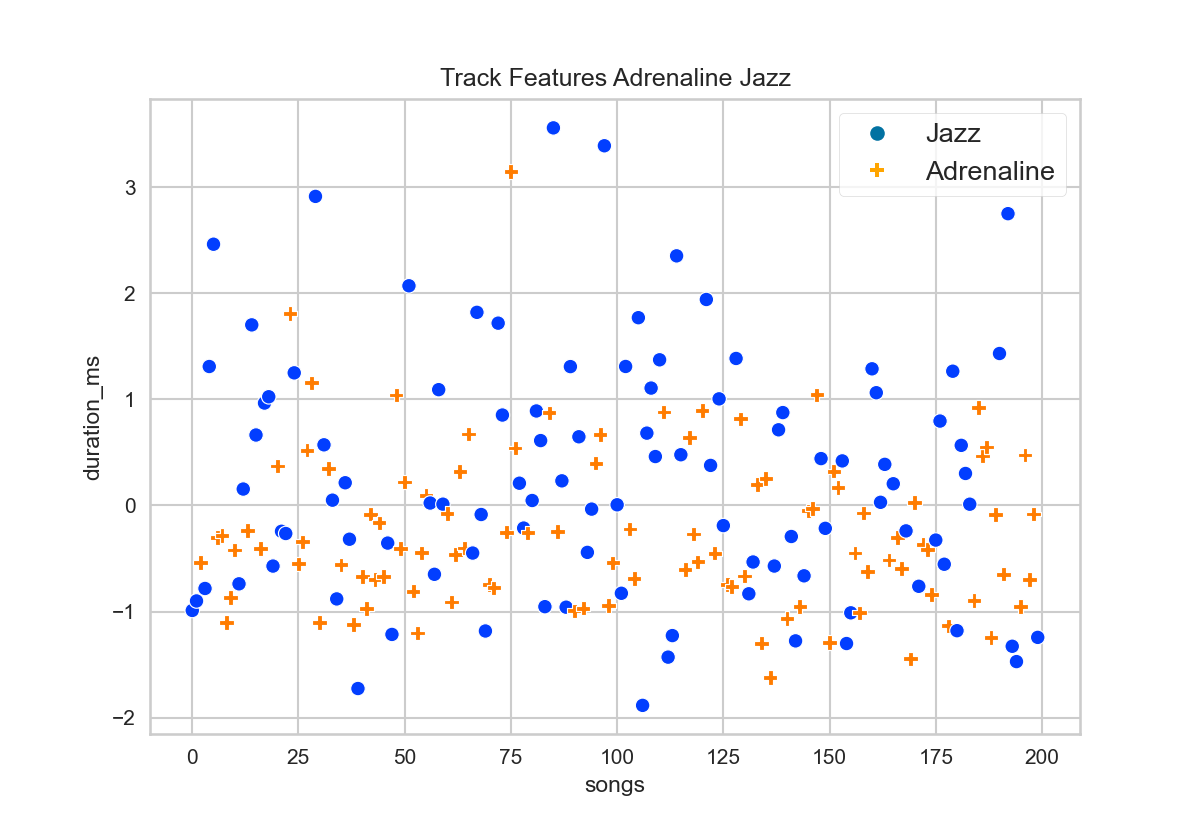 Track Features Adrenaline Jazz
Jazz
Adrenaline
3
2
1
0
−1
−2
duration_ms
0 25 50 75 100 125 150 175 200
songs